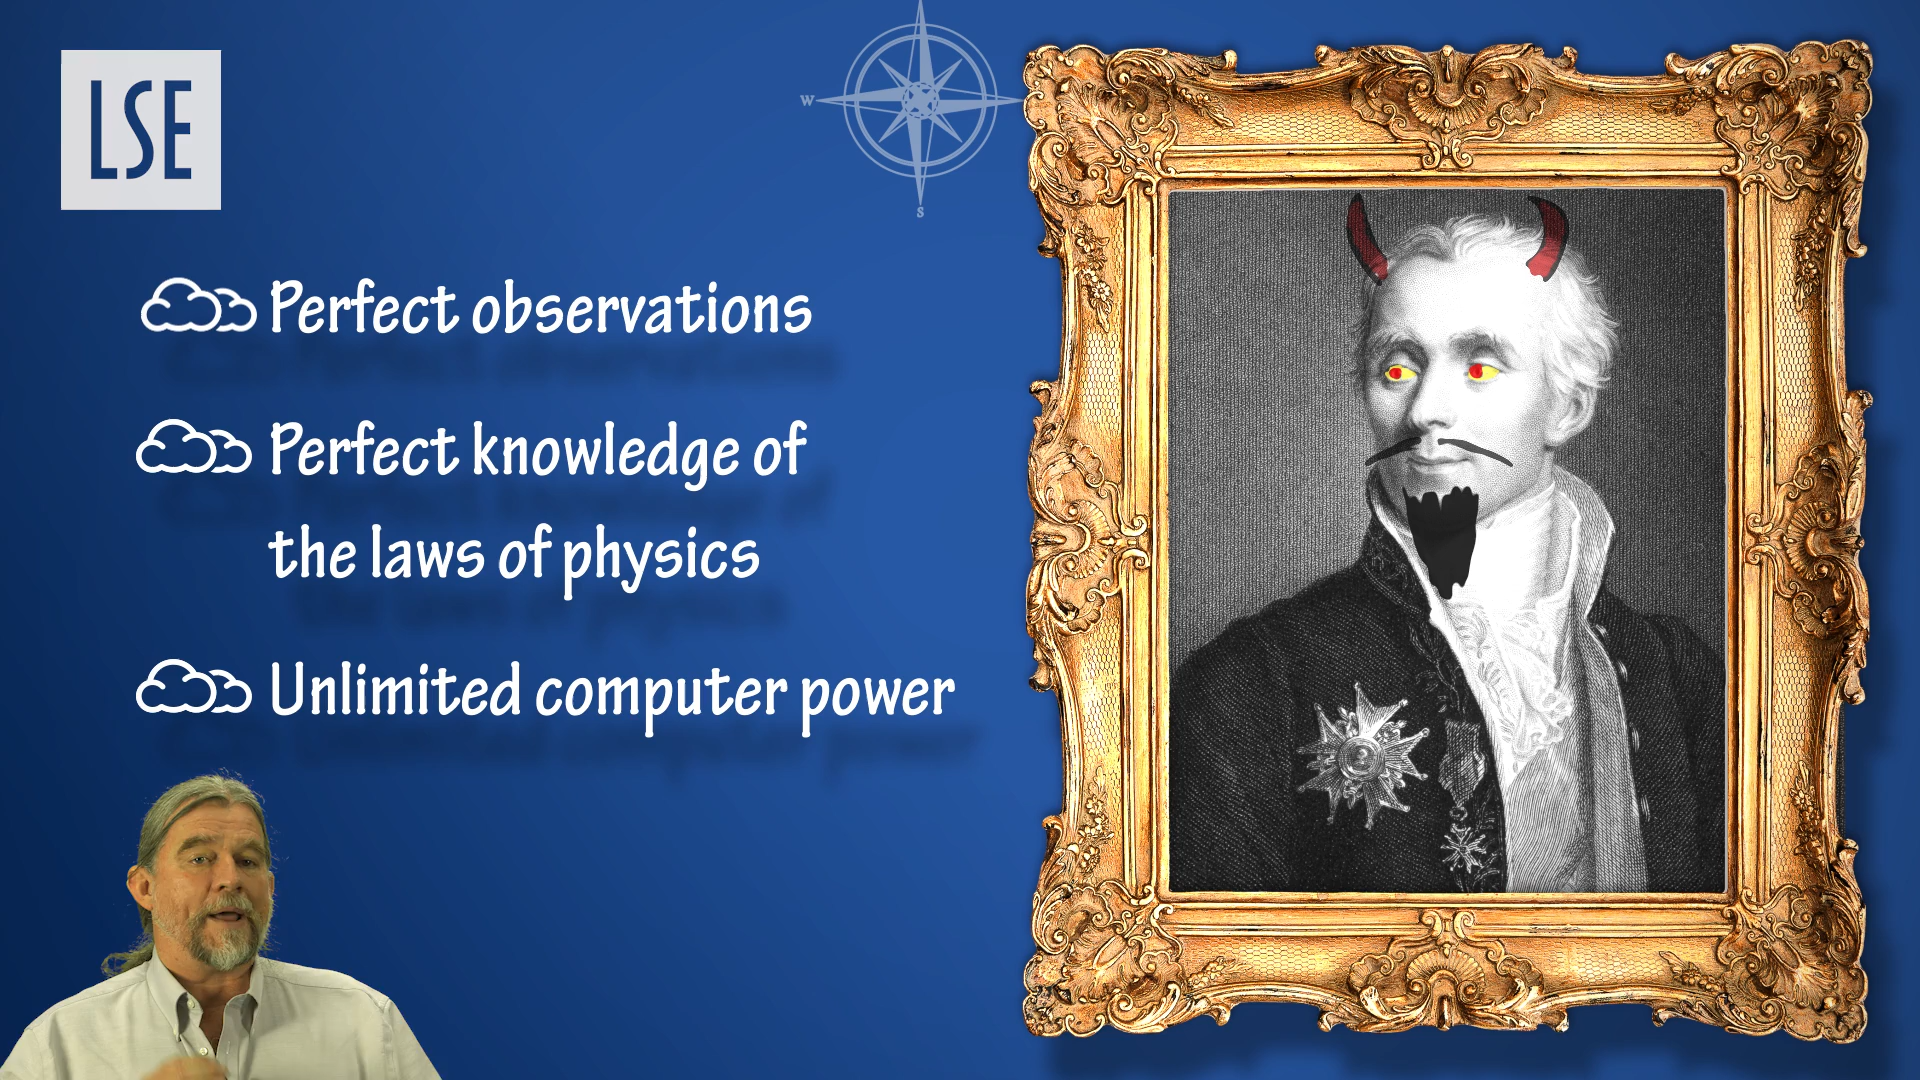 LSE
W
S
Perfect observations
Perfect knowledge of
the laws of physics
Unlimited computer power